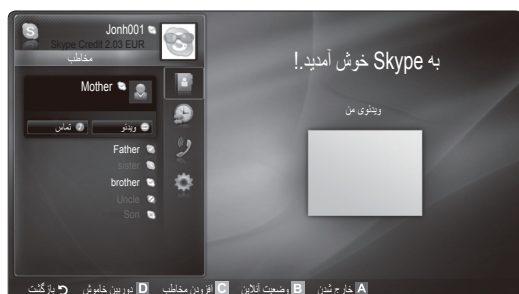 Jonh001
Skype Credit 2.03 EUR
مخاطب
Mother
ویدئو
تماس
Father
sister
brother
Uncle
Son
به Skype خوش آمدید.!
ویدئوی من
A خارج شدن B وضعیت آنلاین C افزودن مخاطب D دوربین خاموش بازگشت